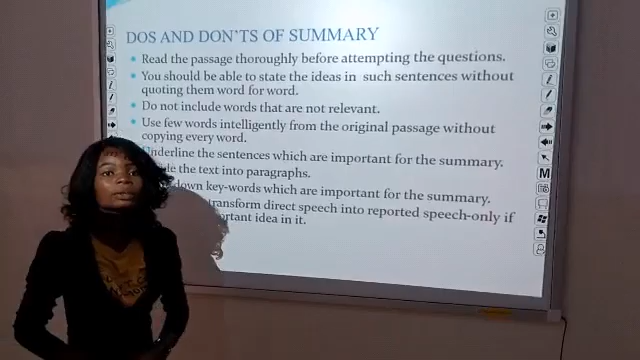 DOS AND DON'TS OF SUMMARY
Read the passage thoroughly before attempting the questions.
You should be able to state the ideas in such sentences without
quoting them word for word.
Do not include words that are not relevant.
Use few words intelligently from the original passage without
copying every word.
Underline the sentences which are important for the summary.
the text into paragraphs.
down key-words which are important for the summary.
transform direct speech into reported speech-only if
idea in it.
M